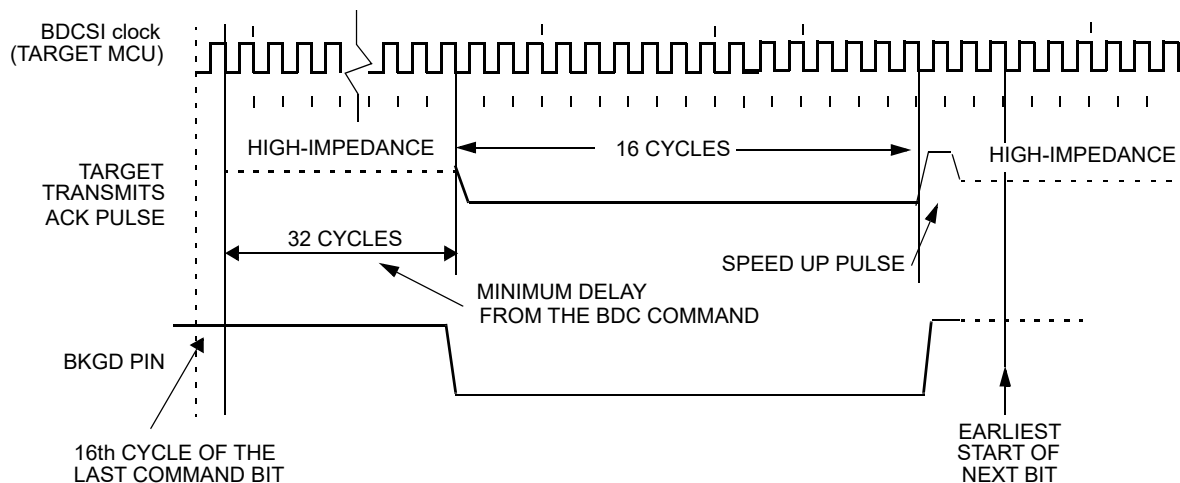 BDCSI clock
(TARGET MCU)
HIGH-IMPEDANCE
16 CYCLES
HIGH-IMPEDANCE
TARGET
TRANSMITS
ACK PULSE
32 CYCLES
SPEED UP PULSE
MINIMUM DELAY
FROM THE BDC COMMAND
BKGD PIN
16th CYCLE OF THE
LAST COMMAND BIT
EARLIEST
START OF
NEXT BIT